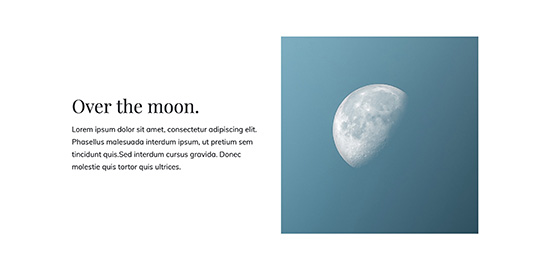 Over the moon.
Lorem ipsum dolor sit amet, consectetur adipiscing elit.
Phasellus malesuada interdum ipsum, ut pretium sem
tincidunt quis.Sed interdum cursus gravida. Donec
molestie quis tortor quis ultrices.